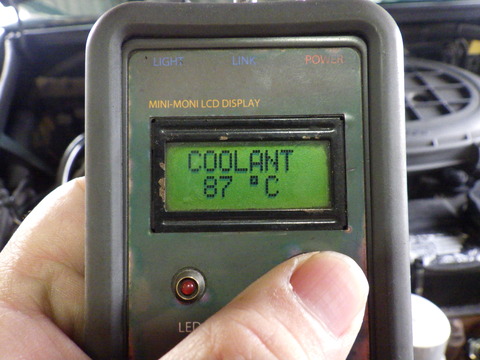 LIGHT LINK POWER
MINI-MONI LCD DISPLAY
COOLANT
87 °C
LED